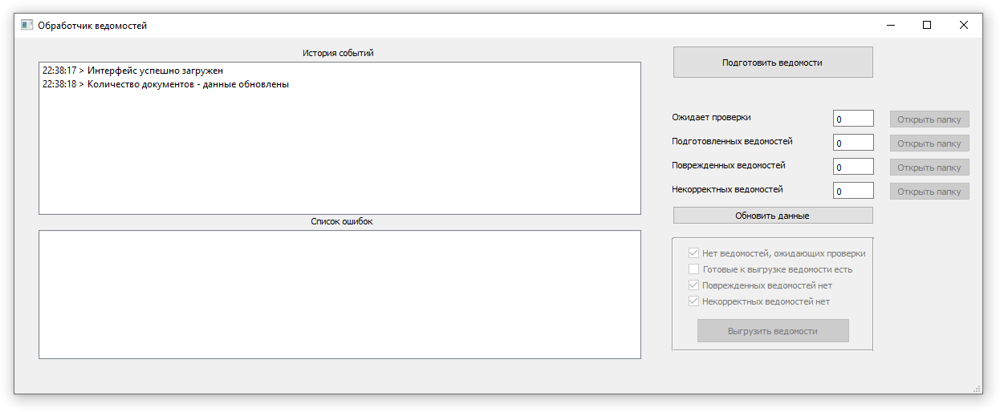 Обработчик ведомостей
История событий
22:38:17 > Интерфейс успешно загружен
22:38:18 > Количество документов - данные обновлены
Список ошибок
Подготовить ведомости
Ожидает проверки 0 Открыть папку
Подготовленных ведомостей 0 Открыть папку
Поврежденных ведомостей 0 Открыть папку
Некорректных ведомостей 0 Открыть папку
Обновить данные
Нет ведомостей, ожидающих проверки
Готовые к выгрузке ведомости есть
Поврежденных ведомостей нет
Некорректных ведомостей нет
Выгрузить ведомости